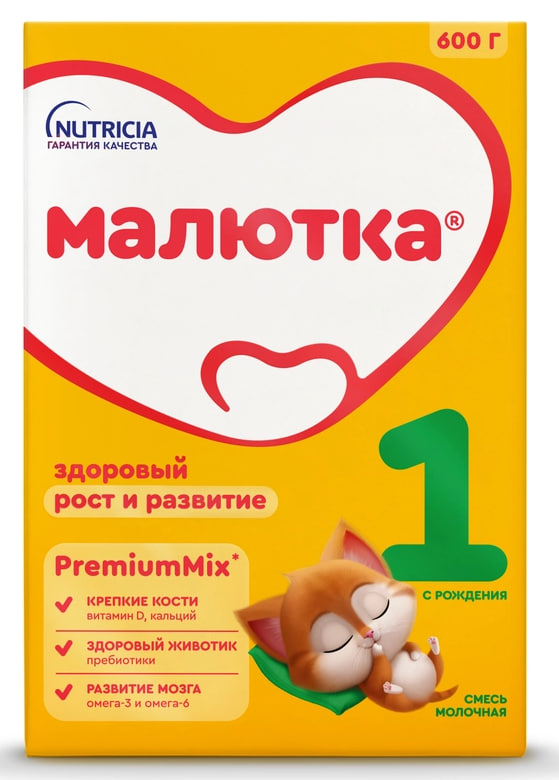 600 Г
NUTRICIA
ГАРАНТИЯ КАЧЕСТВА
МАЛЮТКА®
здоровый
рост и развитие
1
С РОЖДЕНИЯ
PremiumMix*
КРЕПКИЕ КОСТИ
витамин D, кальций
ЗДОРОВЫЙ ЖИВОТИК
пребиотики
РАЗВИТИЕ МОЗГА
омега-3 и омега-6
СМЕСЬ
МОЛОЧНАЯ